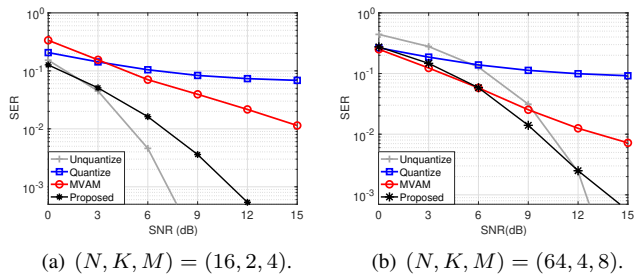 10^0
10^-1
10^-2
10^-3
SER
Unquantize
Quantize
MVAM
Proposed
0 3 6 9 12 15
SNR (dB)
(a) (N, K, M) = (16, 2, 4).
10^0
10^-1
10^-2
10^-3
SER
Unquantize
Quantize
MVAM
Proposed
0 3 6 9 12 15
SNR(dB)
(b) (N, K, M) = (64, 4, 8).